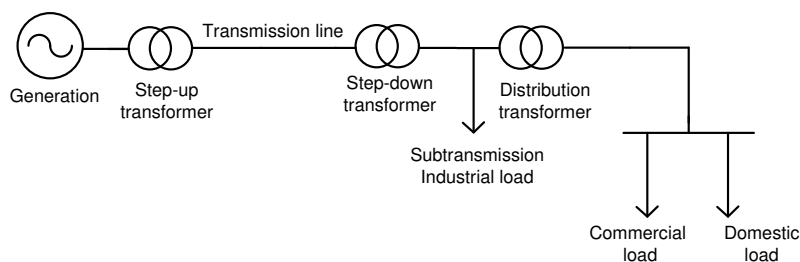 Transmission line
Generation
Step-up
transformer
Step-down
transformer
Distribution
transformer
Subtransmission
Industrial load
Commercial
load
Domestic
load